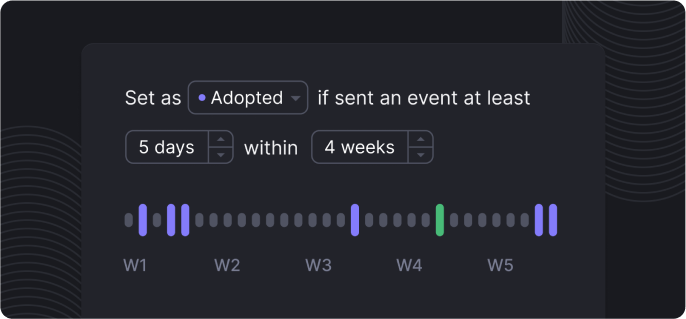 Set as Adopted if sent an event at least
5 days within 4 weeks
W1 W2 W3 W4 W5